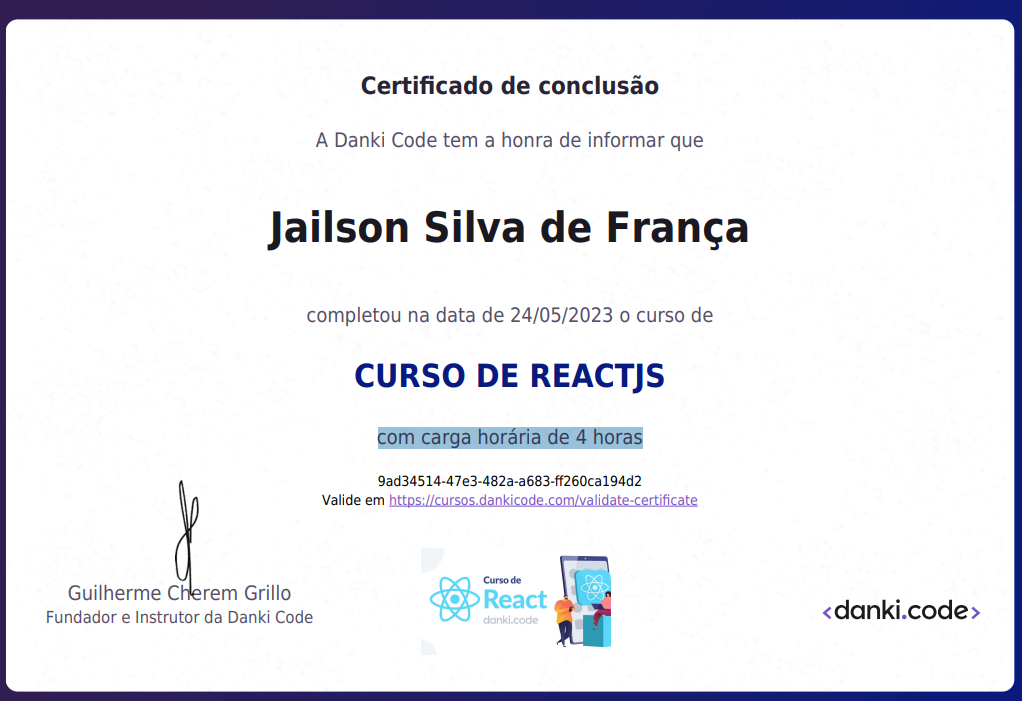 Certificado de conclusão
A Danki Code tem a honra de informar que
Jailson Silva de França
completou na data de 24/05/2023 o curso de
CURSO DE REACTJS
com carga horária de 4 horas
9ad34514-47e3-482a-a683-ff260ca194d2
Valide em https://cursos.dankicode.com/validate-certificate
Guilherme Cherem Grillo
Fundador e Instrutor da Danki Code
Curso de
React
danki.code
<danki.code>